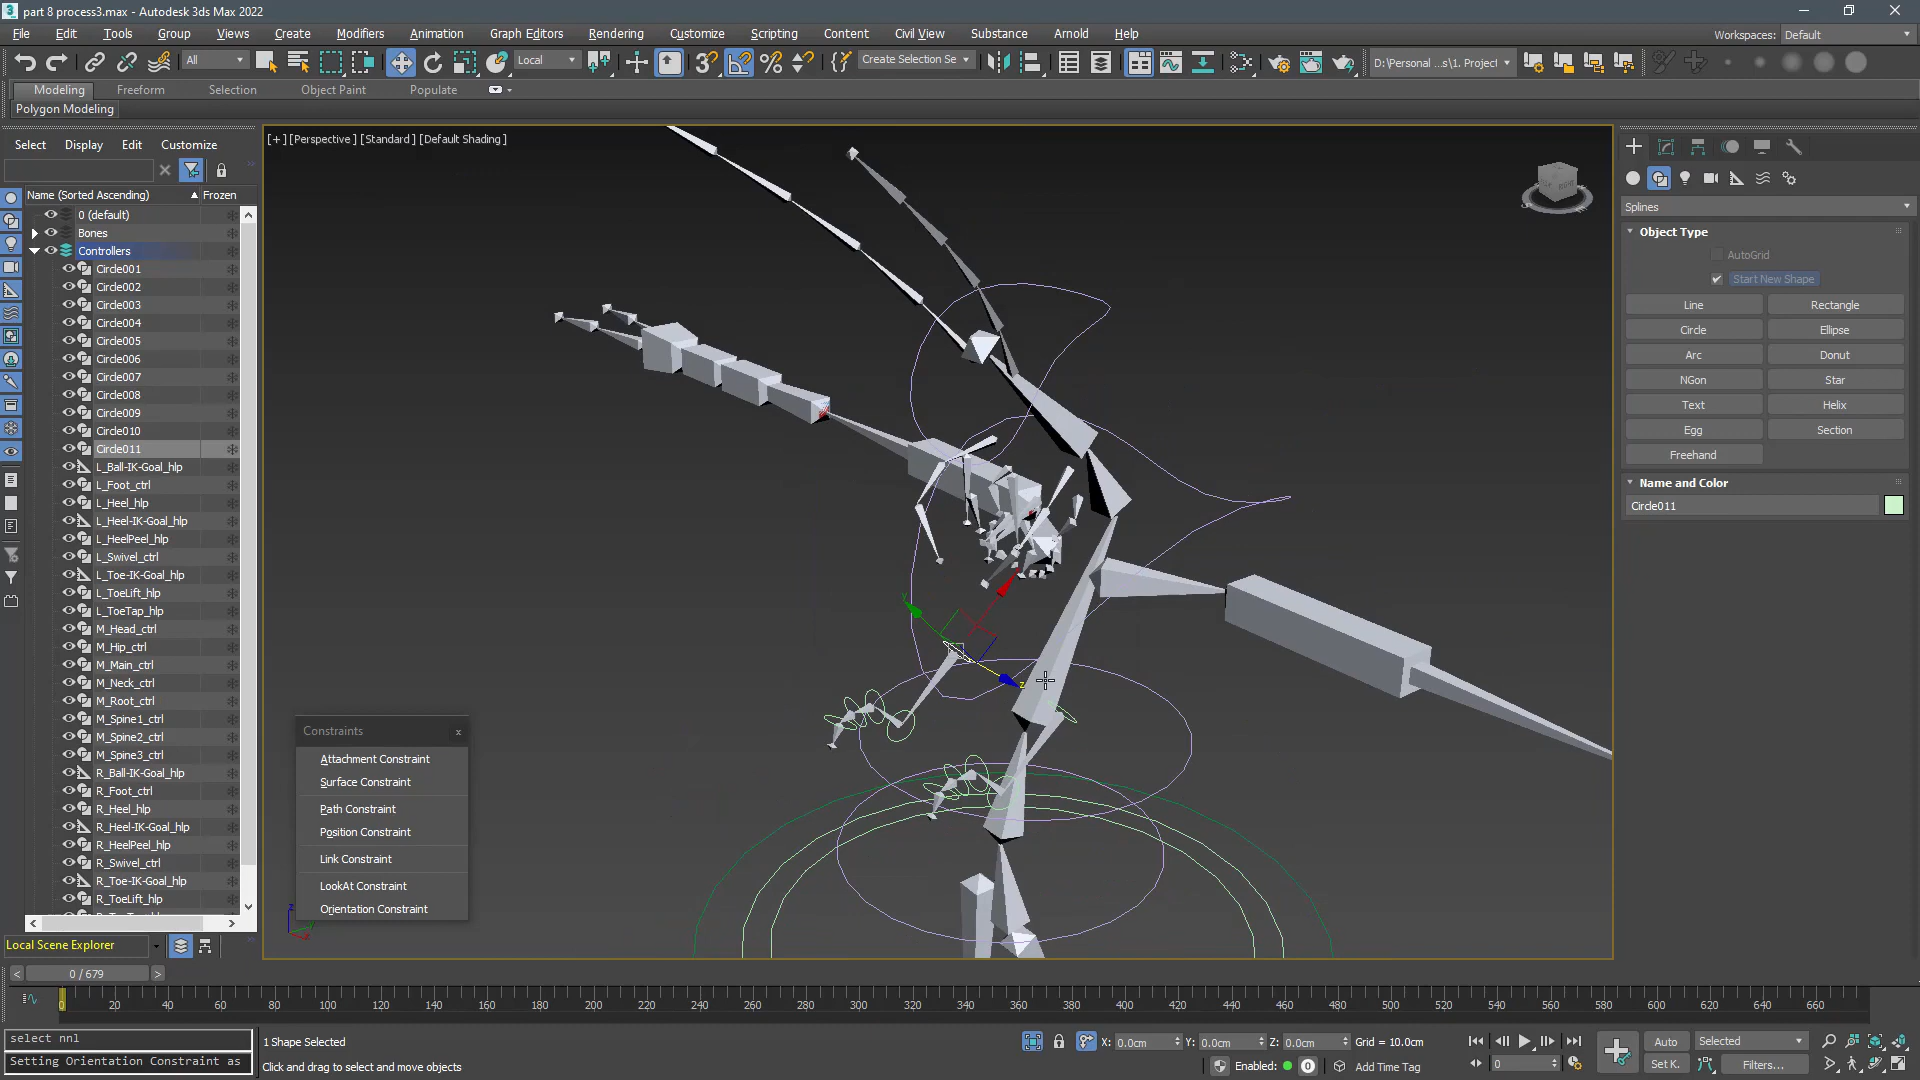 part 8 process3.max - Autodesk 3ds Max 2022
File Edit Tools Group Views Create Modifiers Animation Graph Editors Rendering Customize Scripting Content Civil View Substance Arnold Help
Workspaces: Default
All
Local
Create Selection Se
D:\Personal ...s\1. Project
Modeling Freeform Selection Object Paint Populate
Polygon Modeling
Select Display Edit Customize
Name (Sorted Ascending) Frozen
0 (default)
Bones
Controllers
Circle001
Circle002
Circle003
Circle004
Circle005
Circle006
Circle007
Circle008
Circle009
Circle010
Circle011
L_Ball-IK-Goal_hlp
L_Foot_ctrl
L_Heel_hlp
L_Heel-IK-Goal_hlp
L_HeelPeel_hlp
L_Swivel_ctrl
L_Toe-IK-Goal_hlp
L_ToeLift_hlp
L_ToeTap_hlp
M_Head_ctrl
M_Hip_ctrl
M_Main_ctrl
M_Neck_ctrl
M_Root_ctrl
M_Spine1_ctrl
M_Spine2_ctrl
M_Spine3_ctrl
R_Ball-IK-Goal_hlp
R_Foot_ctrl
R_Heel_hlp
R_Heel-IK-Goal_hlp
R_HeelPeel_hlp
R_Swivel_ctrl
R_Toe-IK-Goal_hlp
R_ToeLift_hlp
Local Scene Explorer
[+] [Perspective ] [Standard ] [Default Shading ]
y
z
Constraints x
Attachment Constraint
Surface Constraint
Path Constraint
Position Constraint
Link Constraint
LookAt Constraint
Orientation Constraint
Splines
Object Type
AutoGrid
Start New Shape
Line Rectangle
Circle Ellipse
Arc Donut
NGon Star
Text Helix
Egg Section
Freehand
Name and Color
Circle011
< 0 / 679 >
20 40 60 80 100 120 140 160 180 200 220 240 260 280 300 320 340 360 380 400 420 440 460 480 500 520 540 560 580 600 620 640 660
select nnl
Setting Orientation Constraint as
1 Shape Selected
Click and drag to select and move objects
X: 0.0cm Y: 0.0cm Z: 0.0cm Grid = 10.0cm
Enabled: 0 Add Time Tag
0
Auto Selected
Set K. Filters...